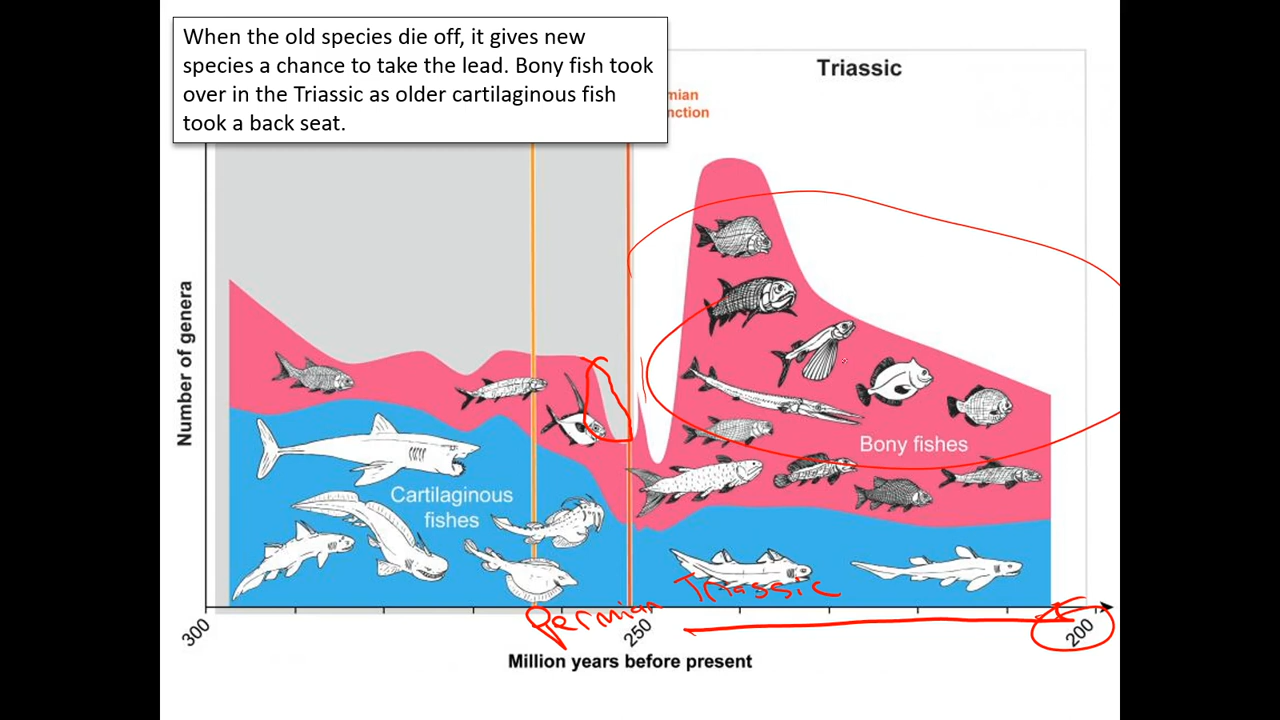 When the old species die off, it gives new
species a chance to take the lead. Bony fish took
over in the Triassic as older cartilaginous fish
took a back seat.
Triassic
mian
nction
Number of genera
Bony fishes
Cartilaginous
fishes
Permian Triassic
300
250
200
Million years before present